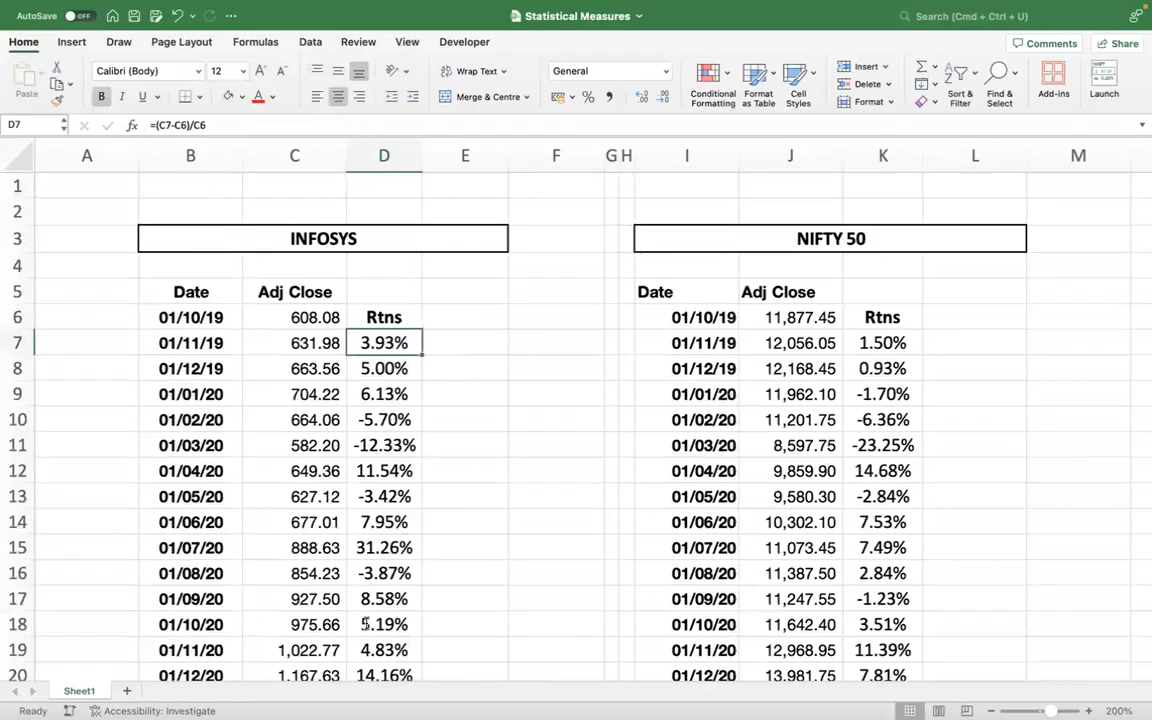 AutoSave OFF Statistical Measures Search (Cmd + Ctrl + U)
Home Insert Draw Page Layout Formulas Data Review View Developer Comments Share
Paste Calibri (Body) 12 A A Wrap Text General Insert Delete Format
B I U A Merge & Centre % Conditional Formatting Format as Table Cell Styles Sort & Filter Find & Select Add-ins Launch
D7 fx =(C7-C6)/C6
A B C D E F G H I J K L M
1
2
3 INFOSYS NIFTY 50
4
5 Date Adj Close Date Adj Close
6 01/10/19 608.08 Rtns 01/10/19 11,877.45 Rtns
7 01/11/19 631.98 3.93% 01/11/19 12,056.05 1.50%
8 01/12/19 663.56 5.00% 01/12/19 12,168.45 0.93%
9 01/01/20 704.22 6.13% 01/01/20 11,962.10 -1.70%
10 01/02/20 664.06 -5.70% 01/02/20 11,201.75 -6.36%
11 01/03/20 582.20 -12.33% 01/03/20 8,597.75 -23.25%
12 01/04/20 649.36 11.54% 01/04/20 9,859.90 14.68%
13 01/05/20 627.12 -3.42% 01/05/20 9,580.30 -2.84%
14 01/06/20 677.01 7.95% 01/06/20 10,302.10 7.53%
15 01/07/20 888.63 31.26% 01/07/20 11,073.45 7.49%
16 01/08/20 854.23 -3.87% 01/08/20 11,387.50 2.84%
17 01/09/20 927.50 8.58% 01/09/20 11,247.55 -1.23%
18 01/10/20 975.66 5.19% 01/10/20 11,642.40 3.51%
19 01/11/20 1,022.77 4.83% 01/11/20 12,968.95 11.39%
20 01/12/20 1,167.63 14.16% 01/12/20 13,981.75 7.81%
Sheet1
Ready Accessibility: Investigate 200%